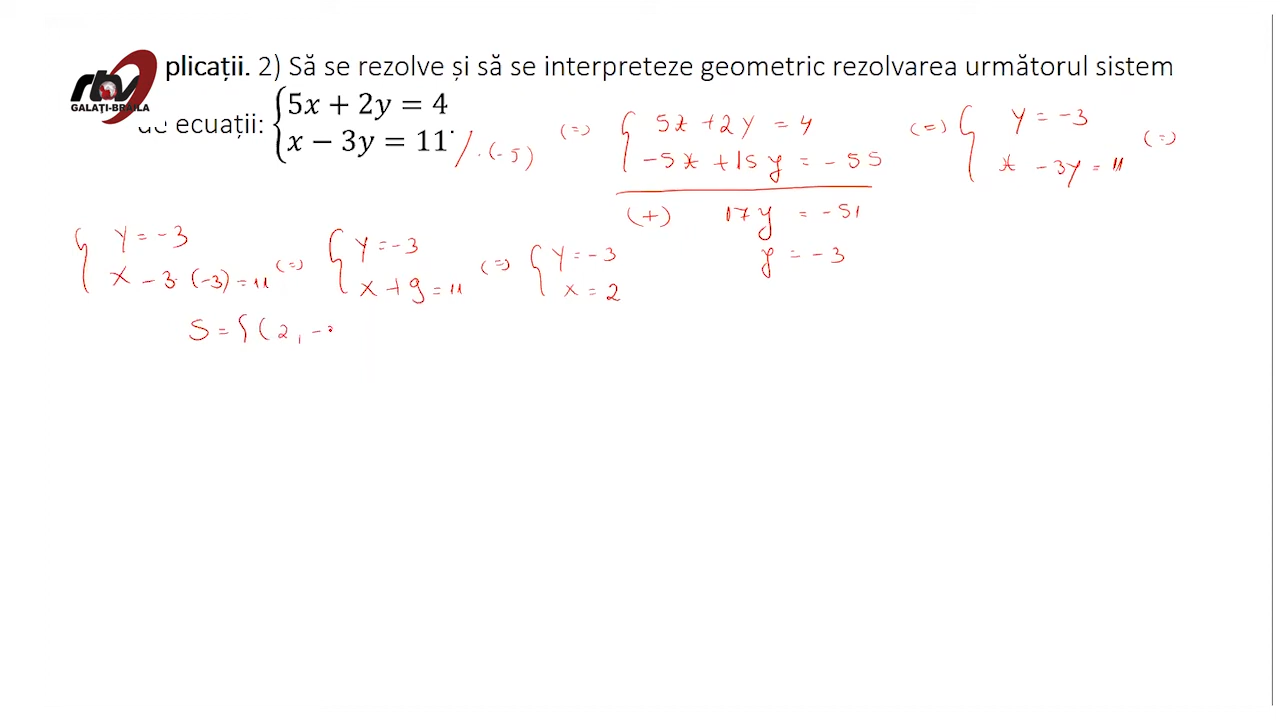 plicații. 2) Să se rezolve și să se interpreteze geometric rezolvarea următorul sistem
rtv
GALAȚI-BRĂILA
de ecuații: {5x + 2y = 4
x − 3y = 11. / · (-5)
(=) { 5x + 2y = 4
-5x + 15y = -55
(+) 17y = -51
y = -3
(=) { y = -3
x - 3y = 11 (=)
{ y = -3
x - 3·(-3) = 11 (=)
{ y = -3
x + 9 = 11 (=)
{ y = -3
x = 2
S = {(2, -